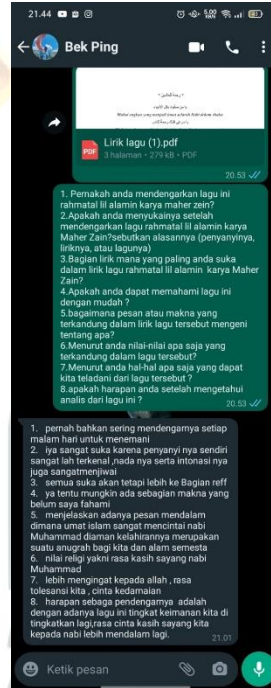 21.44
5,00
Bek Ping
Lirik lagu (1).pdf
PDF
3 halaman • 279 kB • PDF
20.53
1. Pernakah anda mendengarkan lagu ini
rahmatal lil alamin karya maher zein?
2.Apakah anda menyukainya setelah
mendengarkan lagu rahmatal lil alamin karya
Maher Zain?sebutkan alasannya (penyanyinya,
liriknya, atau lagunya)
3.Bagian lirik mana yang paling anda suka
dalam lirik lagu rahmatal lil alamin karya Maher
Zain?
4.Apakah anda dapat memahami lagu ini
dengan mudah ?
5.bagaimana pesan atau makna yang
terkandung dalam lirik lagu tersebut mengeni
tentang apa?
6.Menurut anda nilai-nilai apa saja yang
terkandung dalam lagu tersebut?
7.Menurut anda hal-hal apa saja yang dapat
kita teladani dari lagu tersebut ?
8.apakah harapan anda setelah mengetahui
analis dari lagu ini ?
20.53
1. pernah bahkan sering mendengarnya setiap
malam hari untuk menemani
2. iya sangat suka karena penyanyi nya sendiri
sangat lah terkenal ,nada nya serta intonasi nya
juga sangatmenjiwai
3. semua suka akan tetapi lebih ke Bagian reff
4. ya tentu mungkin ada sebagian makna yang
belum saya fahami
5. menjelaskan adanya pesan mendalam
dimana umat islam sangat mencintai nabi
Muhammad dianan kelahirannya merupakan
suatu anugrah bagi kita dan alam semesta
6. nilai religi yakni rasa kasih sayang nabi
Muhammad
7. lebih mengingat kepada allah , rasa
tolesansi kita , cinta kedamaian
8. harapan sebaga pendengarnya adalah
dengan adanya lagu ini tingkat keimanan kita di
tingkatkan lagi,rasa cinta kasih sayang kita
kepada nabi lebih mendalam lagi.
21.01
Ketik pesan